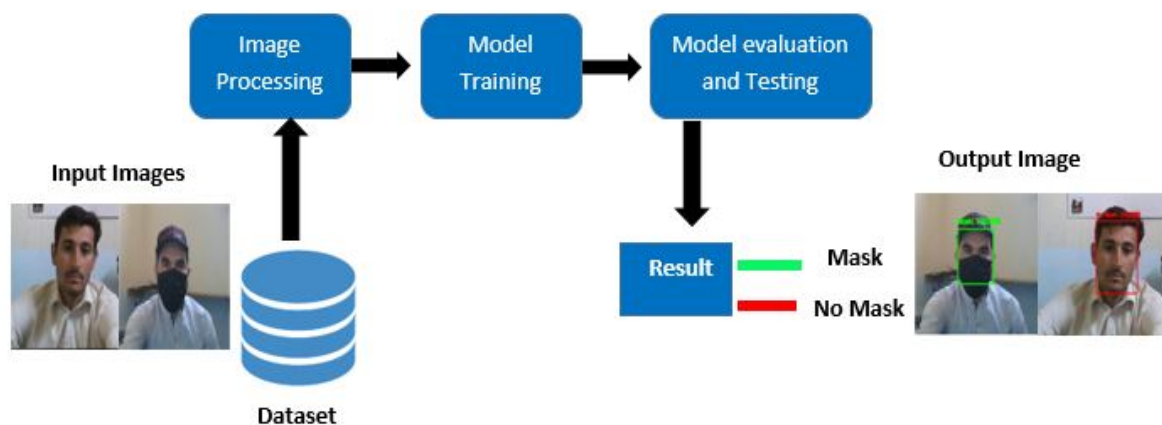 Image
Processing
Model
Training
Model evaluation
and Testing
Input Images
Output Image
Result
Mask
No Mask
Dataset